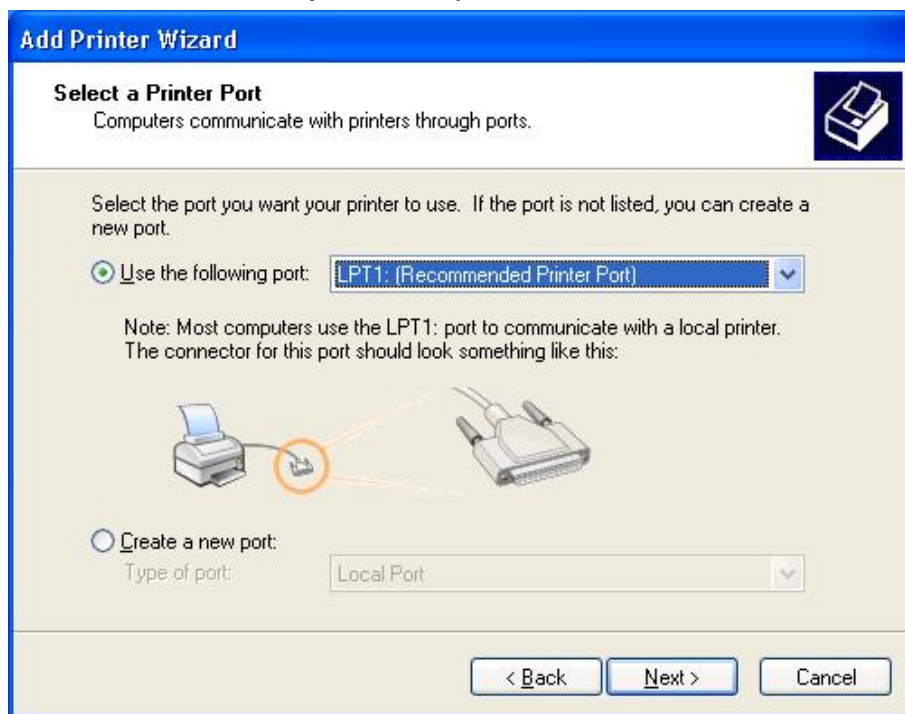 Add Printer Wizard
Select a Printer Port
Computers communicate with printers through ports.
Select the port you want your printer to use. If the port is not listed, you can create a
new port.
Use the following port: LPT1: (Recommended Printer Port)
Note: Most computers use the LPT1: port to communicate with a local printer.
The connector for this port should look something like this:
Create a new port:
Type of port: Local Port
< Back Next > Cancel